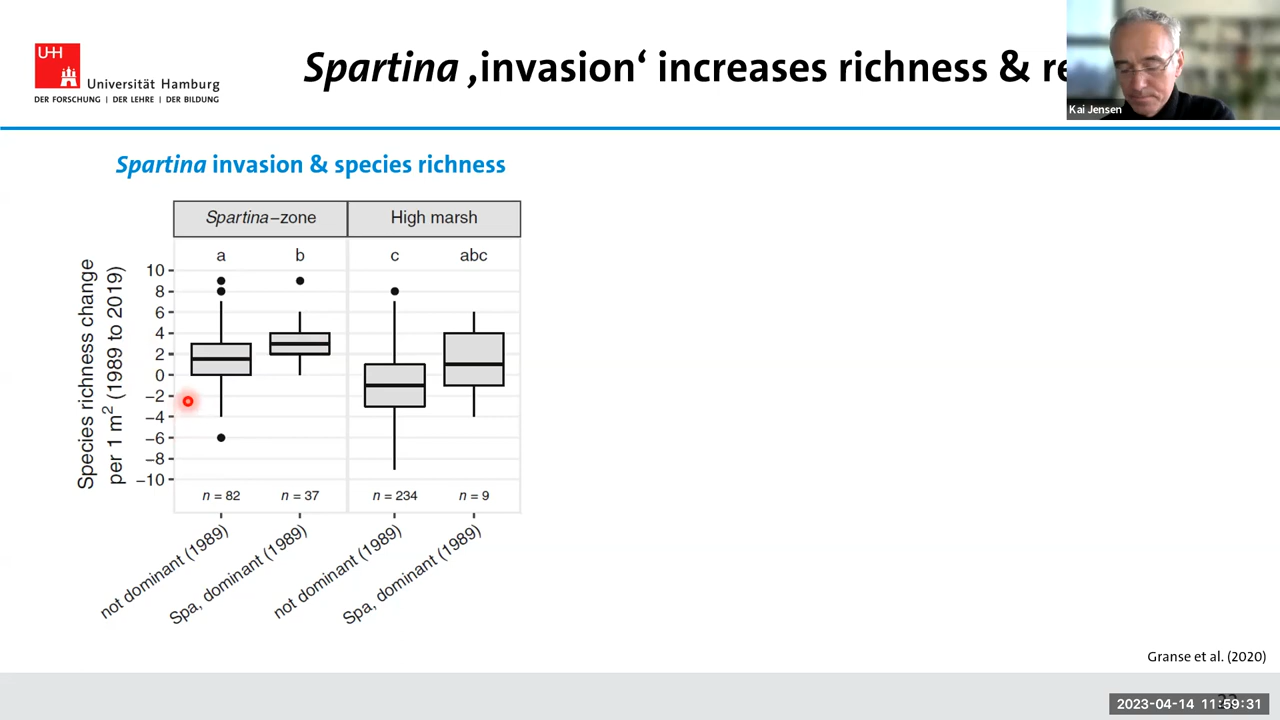 UHH
Universität Hamburg
DER FORSCHUNG | DER LEHRE | DER BILDUNG
Spartina ‚invasion‘ increases richness & re
Kai Jensen
Spartina invasion & species richness
Spartina–zone
High marsh
a
b
c
abc
Species richness change
per 1 m² (1989 to 2019)
10
8
6
4
2
0
−2
−4
−6
−8
−10
n = 82
n = 37
n = 234
n = 9
not dominant (1989)
Spa, dominant (1989)
not dominant (1989)
Spa, dominant (1989)
Granse et al. (2020)
2023-04-14 11:59:31